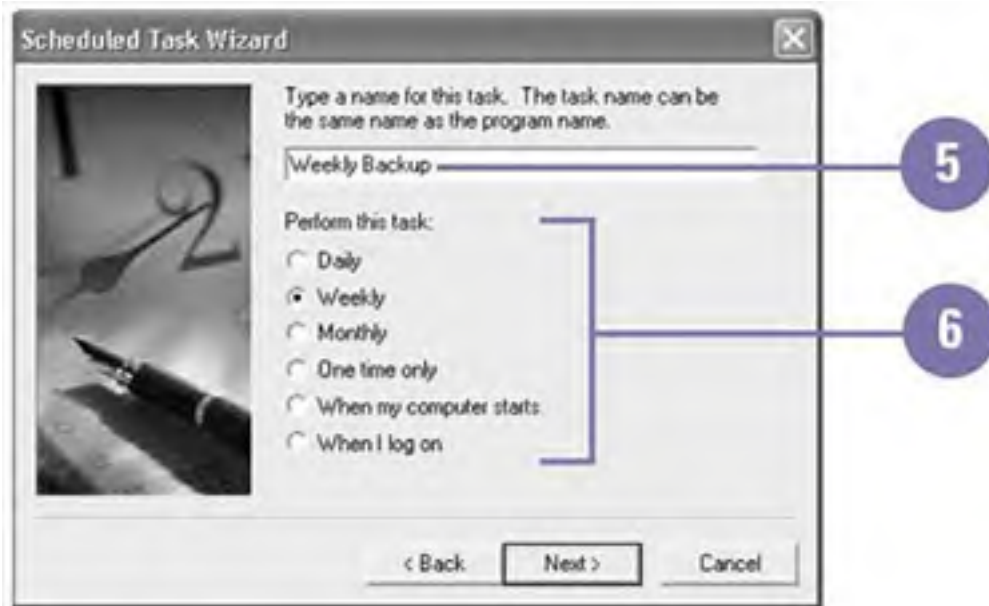 Scheduled Task Wizard
Type a name for this task. The task name can be
the same name as the program name.
Weekly Backup
5
Perform this task:
Daily
Weekly
Monthly
One time only
When my computer starts
When I log on
6
< Back
Next >
Cancel